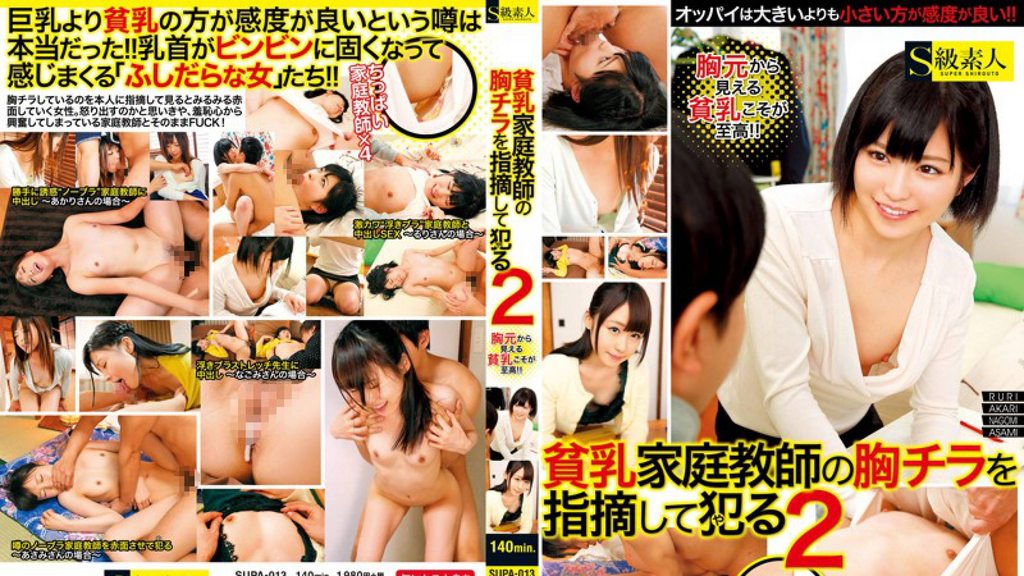 巨乳より貧乳の方が感度が良いという噂は
本当だった!!乳首がビンビンに固くなって
感じまくる「ふしだらな女」たち!!
胸チラしているのを本人に指摘して見るとみるみる赤
面していく女性。怒り出すのかと思いきや、羞恥心から
興奮してしまっている家庭教師とそのままFUCK!
ちっぱい
家庭教師×4
勝手に誘惑"ノーブラ"家庭教師に
中出し 〜あかりさんの場合〜
激カワ"浮きブラ"家庭教師と
中出しSEX 〜るりさんの場合〜
浮きブラストレッチ先生に
中出し 〜なごみさんの場合〜
噂のノーブラ家庭教師を赤面させて犯る
〜あさみさんの場合〜
SUPA-013
140min.
1,980円+税
S級素人
貧乳家庭教師の
胸チラを指摘して犯る
2
胸元から
見える
貧乳こそが
至高!!
140min.
SUPA-013
オッパイは大きいよりも小さい方が感度が良い!!
S級素人
SUPER SHIROUTO
胸元から
見える
貧乳こそが
至高!!
RURI
AKARI
NAGOMI
ASAMI
貧乳家庭教師の胸チラを
指摘して犯る2
や